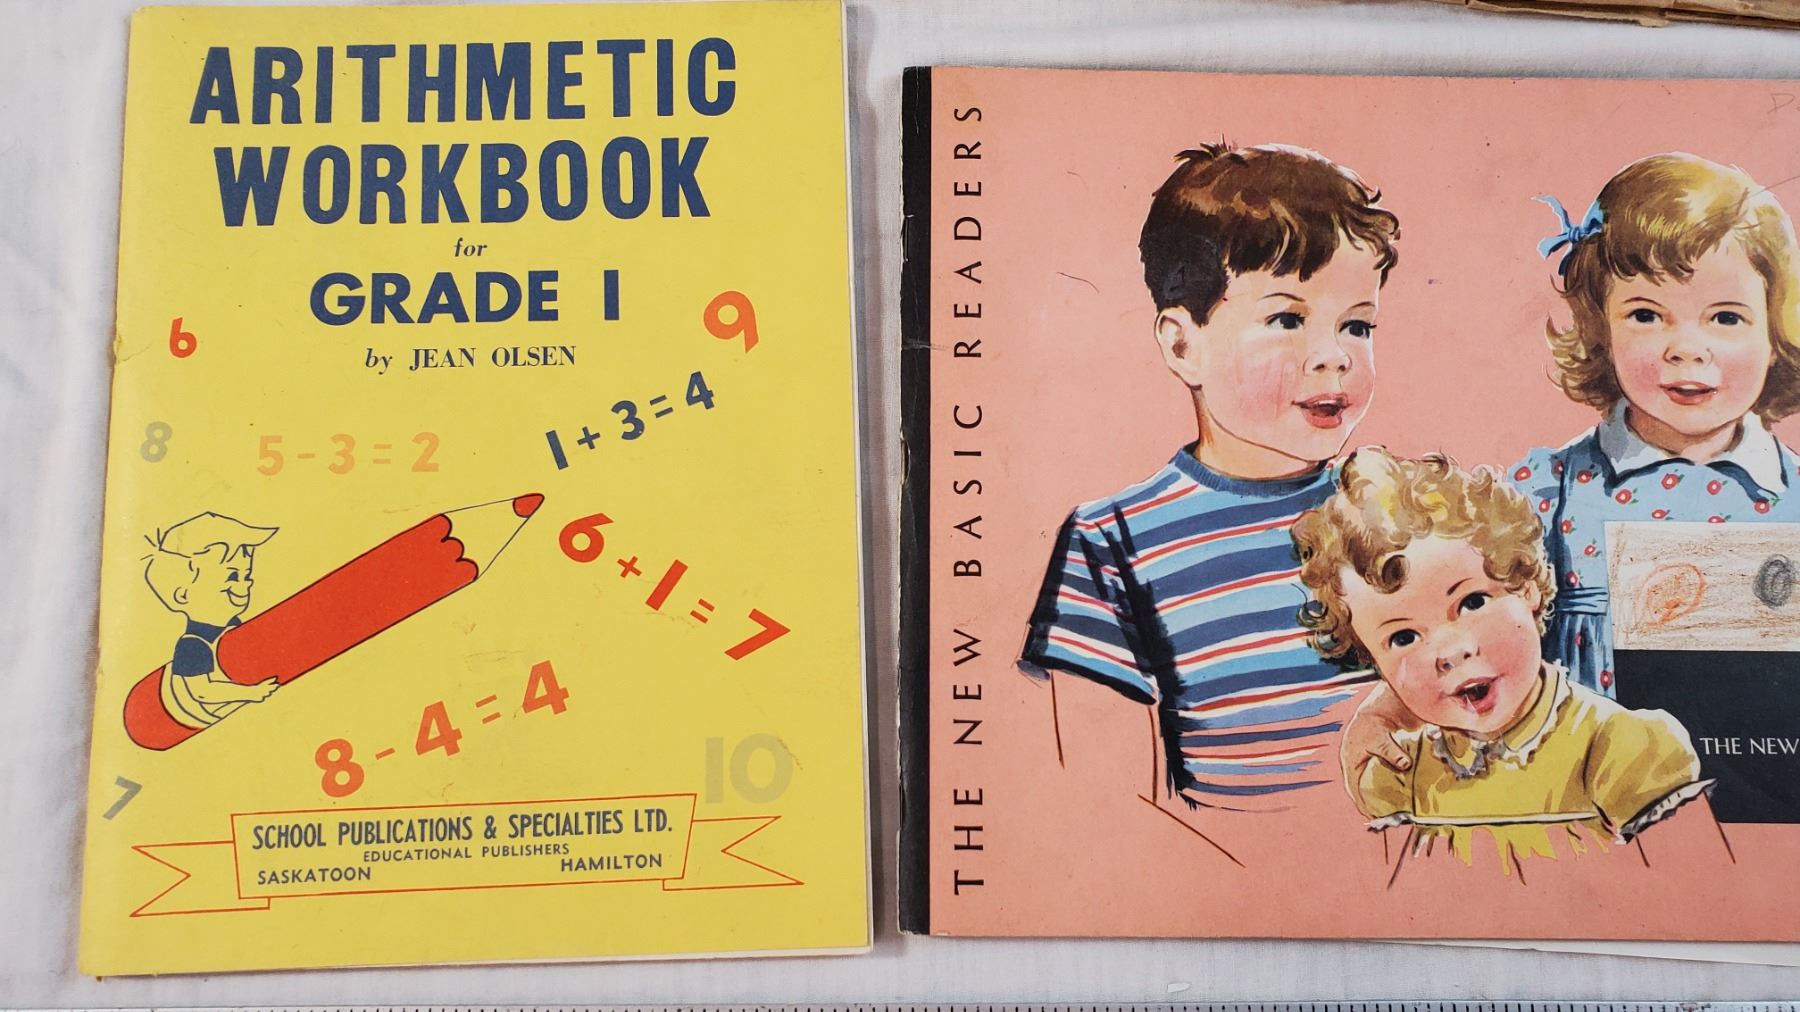 ARITHMETIC
WORKBOOK
for
GRADE 1
by JEAN OLSEN
6
9
8
5-3=2
1+3=4
6+1=7
8-4=4
10
7
SCHOOL PUBLICATIONS & SPECIALTIES LTD.
EDUCATIONAL PUBLISHERS
SASKATOON HAMILTON
THE NEW BASIC READERS
THE NEW